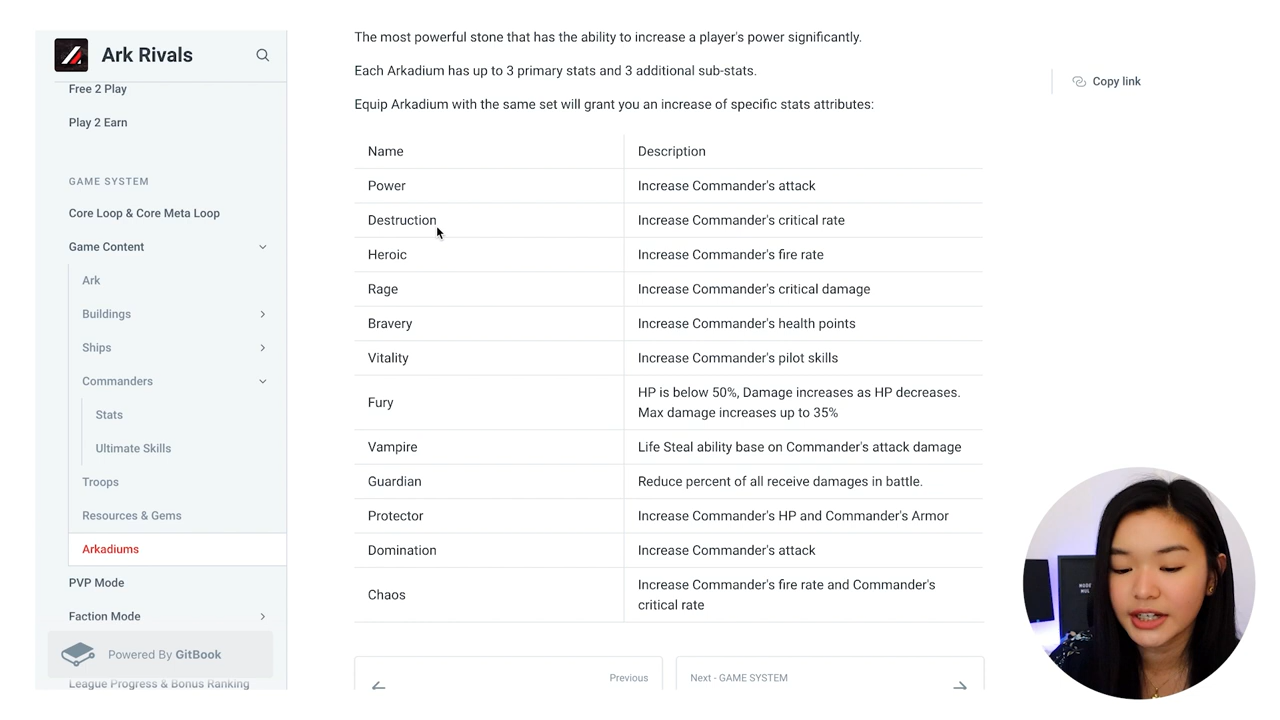 Ark Rivals
Free 2 Play
Play 2 Earn
GAME SYSTEM
Core Loop & Core Meta Loop
Game Content
Ark
Buildings
Ships
Commanders
Stats
Ultimate Skills
Troops
Resources & Gems
Arkadiums
PVP Mode
Faction Mode
Powered By GitBook
League Progress & Bonus Ranking
The most powerful stone that has the ability to increase a player's power significantly.
Each Arkadium has up to 3 primary stats and 3 additional sub-stats.
Equip Arkadium with the same set will grant you an increase of specific stats attributes:
Name Description
Power Increase Commander's attack
Destruction Increase Commander's critical rate
Heroic Increase Commander's fire rate
Rage Increase Commander's critical damage
Bravery Increase Commander's health points
Vitality Increase Commander's pilot skills
Fury HP is below 50%, Damage increases as HP decreases.
Max damage increases up to 35%
Vampire Life Steal ability base on Commander's attack damage
Guardian Reduce percent of all receive damages in battle.
Protector Increase Commander's HP and Commander's Armor
Domination Increase Commander's attack
Chaos Increase Commander's fire rate and Commander's
critical rate
Previous
Next - GAME SYSTEM
Copy link